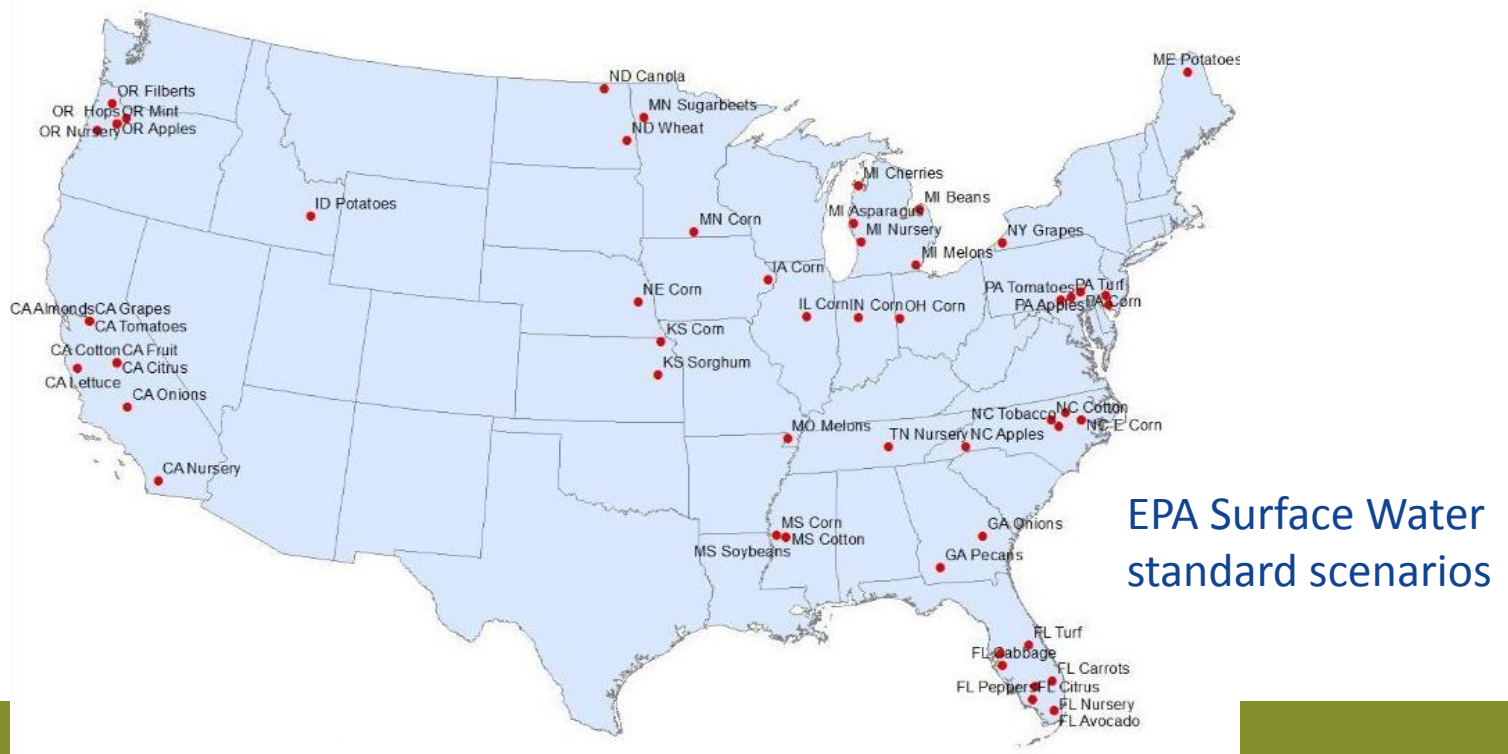 ME Potatoes
ND Canola
OR Filberts
MN Sugarbeets
OR Hops
OR Mint
OR Nursery
OR Apples
ND Wheat
MI Cherries
MI Beans
ID Potatoes
MI Asparagus
MN Corn
MI Nursery
NY Grapes
MI Melons
IA Corn
PA Tomatoes
PA Turf
NE Corn
IL Corn
IN Corn
OH Corn
PA Apples
PA Corn
CA Almonds
CA Grapes
CA Tomatoes
KS Corn
CA Cotton
CA Fruit
KS Sorghum
CA Citrus
CA Lettuce
CA Onions
NC Tobacco
NC Cotton
MO Melons
TN Nursery
NC Apples
NC E Corn
CA Nursery
MS Corn
GA Onions
MS Cotton
MS Soybeans
GA Pecans
EPA Surface Water
standard scenarios
FL Turf
FL Cabbage
FL Carrots
FL Peppers
FL Citrus
FL Nursery
FL Avocado